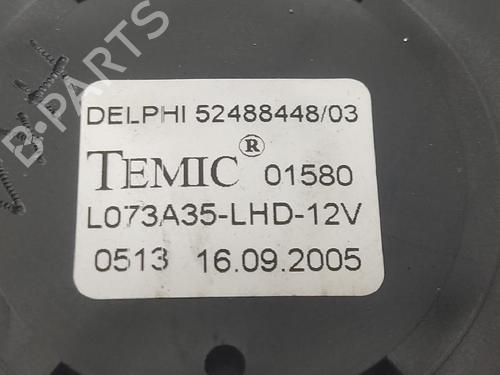 DELPHI 52488448/03
TEMIC® 01580
L073A35-LHD-12V
0513 16.09.2005
B-PARTS